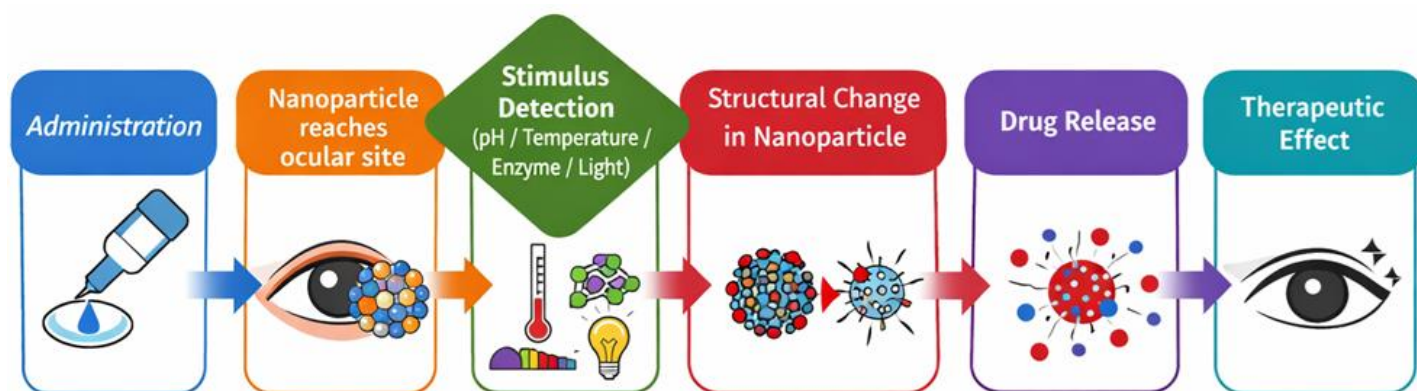 Administration
Nanoparticle
reaches
ocular site
Stimulus
Detection
(pH / Temperature /
Enzyme / Light)
Structural Change
in Nanoparticle
Drug Release
Therapeutic
Effect